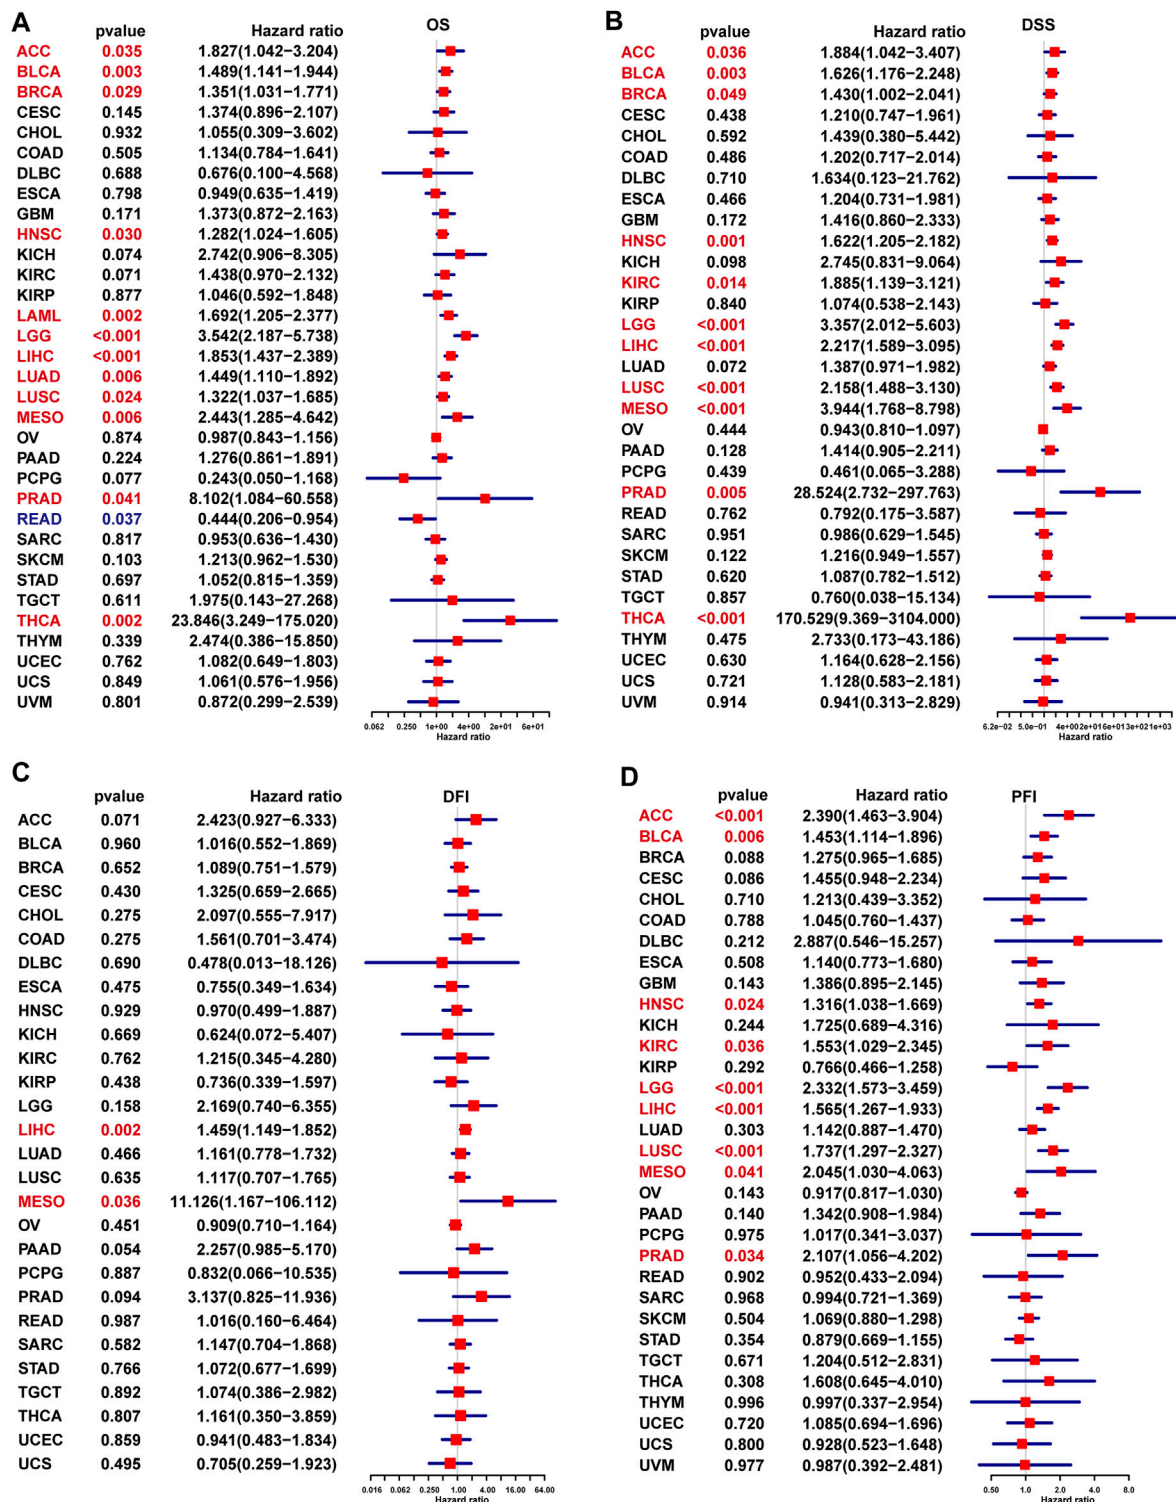 A
OS
pvalue Hazard ratio
ACC 0.035 1.827(1.042−3.204)
BLCA 0.003 1.489(1.141−1.944)
BRCA 0.029 1.351(1.031−1.771)
CESC 0.145 1.374(0.896−2.107)
CHOL 0.932 1.055(0.309−3.602)
COAD 0.505 1.134(0.784−1.641)
DLBC 0.688 0.676(0.100−4.568)
ESCA 0.798 0.949(0.635−1.419)
GBM 0.171 1.373(0.872−2.163)
HNSC 0.030 1.282(1.024−1.605)
KICH 0.074 2.742(0.906−8.305)
KIRC 0.071 1.438(0.970−2.132)
KIRP 0.877 1.046(0.592−1.848)
LAML 0.002 1.692(1.205−2.377)
LGG <0.001 3.542(2.187−5.738)
LIHC <0.001 1.853(1.437−2.389)
LUAD 0.006 1.449(1.110−1.892)
LUSC 0.024 1.322(1.037−1.685)
MESO 0.006 2.443(1.285−4.642)
OV 0.874 0.987(0.843−1.156)
PAAD 0.224 1.276(0.861−1.891)
PCPG 0.077 0.243(0.050−1.168)
PRAD 0.041 8.102(1.084−60.558)
READ 0.037 0.444(0.206−0.954)
SARC 0.817 0.953(0.636−1.430)
SKCM 0.103 1.213(0.962−1.530)
STAD 0.697 1.052(0.815−1.359)
TGCT 0.611 1.975(0.143−27.268)
THCA 0.002 23.846(3.249−175.020)
THYM 0.339 2.474(0.386−15.850)
UCEC 0.762 1.082(0.649−1.803)
UCS 0.849 1.061(0.576−1.956)
UVM 0.801 0.872(0.299−2.539)
0.062 0.250 1e+00 4e+00 2e+01 6e+01
Hazard ratio
B
DSS
pvalue Hazard ratio
ACC 0.036 1.884(1.042−3.407)
BLCA 0.003 1.626(1.176−2.248)
BRCA 0.049 1.430(1.002−2.041)
CESC 0.438 1.210(0.747−1.961)
CHOL 0.592 1.439(0.380−5.442)
COAD 0.486 1.202(0.717−2.014)
DLBC 0.710 1.634(0.123−21.762)
ESCA 0.466 1.204(0.731−1.981)
GBM 0.172 1.416(0.860−2.333)
HNSC 0.001 1.622(1.205−2.182)
KICH 0.098 2.745(0.831−9.064)
KIRC 0.014 1.885(1.139−3.121)
KIRP 0.840 1.074(0.538−2.143)
LGG <0.001 3.357(2.012−5.603)
LIHC <0.001 2.217(1.589−3.095)
LUAD 0.072 1.387(0.971−1.982)
LUSC <0.001 2.158(1.488−3.130)
MESO <0.001 3.944(1.768−8.798)
OV 0.444 0.943(0.810−1.097)
PAAD 0.128 1.414(0.905−2.211)
PCPG 0.439 0.461(0.065−3.288)
PRAD 0.005 28.524(2.732−297.763)
READ 0.762 0.792(0.175−3.587)
SARC 0.951 0.986(0.629−1.545)
SKCM 0.122 1.216(0.949−1.557)
STAD 0.620 1.087(0.782−1.512)
TGCT 0.857 0.760(0.038−15.134)
THCA <0.001 170.529(9.369−3104.000)
THYM 0.475 2.733(0.173−43.186)
UCEC 0.630 1.164(0.628−2.156)
UCS 0.721 1.128(0.583−2.181)
UVM 0.914 0.941(0.313−2.829)
6.2e−02 5.0e−01
Hazard ratio
C
DFI
pvalue Hazard ratio
ACC 0.071 2.423(0.927−6.333)
BLCA 0.960 1.016(0.552−1.869)
BRCA 0.652 1.089(0.751−1.579)
CESC 0.430 1.325(0.659−2.665)
CHOL 0.275 2.097(0.555−7.917)
COAD 0.275 1.561(0.701−3.474)
DLBC 0.690 0.478(0.013−18.126)
ESCA 0.475 0.755(0.349−1.634)
HNSC 0.929 0.970(0.499−1.887)
KICH 0.669 0.624(0.072−5.407)
KIRC 0.762 1.215(0.345−4.280)
KIRP 0.438 0.736(0.339−1.597)
LGG 0.158 2.169(0.740−6.355)
LIHC 0.002 1.459(1.149−1.852)
LUAD 0.466 1.161(0.778−1.732)
LUSC 0.635 1.117(0.707−1.765)
MESO 0.036 11.126(1.167−106.112)
OV 0.451 0.909(0.710−1.164)
PAAD 0.054 2.257(0.985−5.170)
PCPG 0.887 0.832(0.066−10.535)
PRAD 0.094 3.137(0.825−11.936)
READ 0.987 1.016(0.160−6.464)
SARC 0.582 1.147(0.704−1.868)
STAD 0.766 1.072(0.677−1.699)
TGCT 0.892 1.074(0.386−2.982)
THCA 0.807 1.161(0.350−3.859)
UCEC 0.859 0.941(0.483−1.834)
UCS 0.495 0.705(0.259−1.923)
0.016 0.062 0.250 1.00 4.00 16.00 64.00
Hazard ratio
D
PFI
pvalue Hazard ratio
ACC <0.001 2.390(1.463−3.904)
BLCA 0.006 1.453(1.114−1.896)
BRCA 0.088 1.275(0.965−1.685)
CESC 0.086 1.455(0.948−2.234)
CHOL 0.710 1.213(0.439−3.352)
COAD 0.788 1.045(0.760−1.437)
DLBC 0.212 2.887(0.546−15.257)
ESCA 0.508 1.140(0.773−1.680)
GBM 0.143 1.386(0.895−2.145)
HNSC 0.024 1.316(1.038−1.669)
KICH 0.244 1.725(0.689−4.316)
KIRC 0.036 1.553(1.029−2.345)
KIRP 0.292 0.766(0.466−1.258)
LGG <0.001 2.332(1.573−3.459)
LIHC <0.001 1.565(1.267−1.933)
LUAD 0.303 1.142(0.887−1.470)
LUSC <0.001 1.737(1.297−2.327)
MESO 0.041 2.045(1.030−4.063)
OV 0.143 0.917(0.817−1.030)
PAAD 0.140 1.342(0.908−1.984)
PCPG 0.975 1.017(0.341−3.037)
PRAD 0.034 2.107(1.056−4.202)
READ 0.902 0.952(0.433−2.094)
SARC 0.968 0.994(0.721−1.369)
SKCM 0.504 1.069(0.880−1.298)
STAD 0.354 0.879(0.669−1.155)
TGCT 0.671 1.204(0.512−2.831)
THCA 0.308 1.608(0.645−4.010)
THYM 0.996 0.997(0.337−2.954)
UCEC 0.720 1.085(0.694−1.696)
UCS 0.800 0.928(0.523−1.648)
UVM 0.977 0.987(0.392−2.481)
0.50 1.0 2.0 4.0 8.0
Hazard ratio